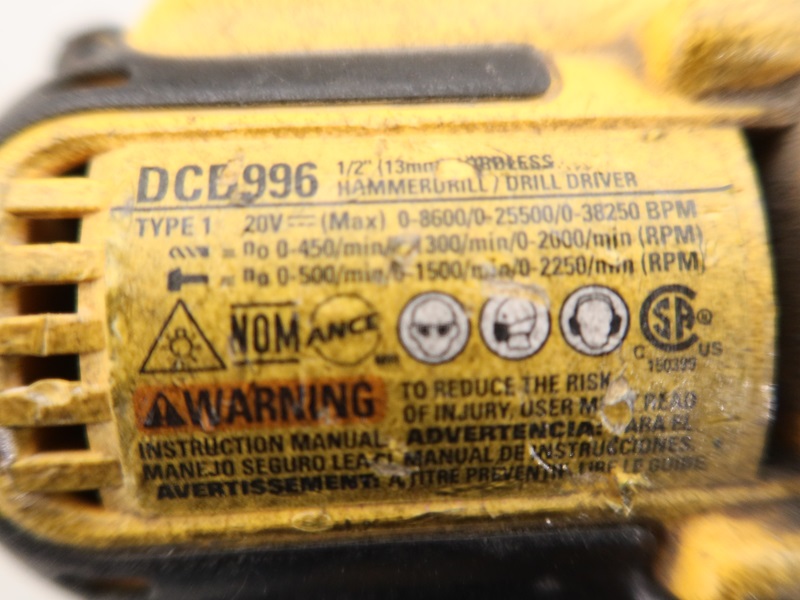 DCD996 1/2" (13mm) CORDLESS
HAMMERDRILL / DRILL DRIVER
TYPE 1 20V (Max) 0-8600/0-25500/0-38250 BPM
= n0 0-450/min/0-1300/min/0-2000/min (RPM)
= n0 0-500/min/0-1500/min/0-2250/min (RPM)
NOM ANCE
CSA ®
C US
160399
WARNING TO REDUCE THE RISK
OF INJURY, USER MUST READ
INSTRUCTION MANUAL. ADVERTENCIA: PARA EL
MANEJO SEGURO LEA EL MANUAL DE INSTRUCCIONES.
AVERTISSEMENT: À TITRE PRÉVENTIF, LIRE LE GUIDE